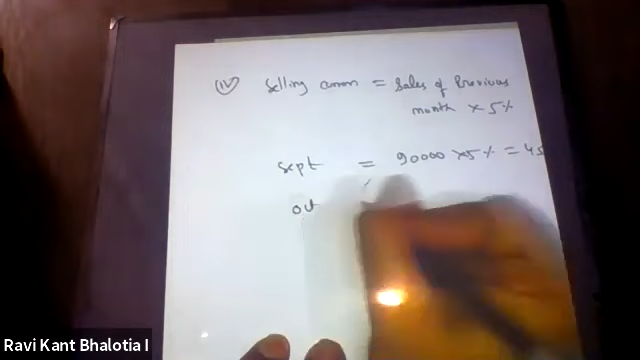 (iv) Selling comm = Sales of Previous
month × 5%
Sept = 90000 × 5% = 45
Oct
Ravi Kant Bhalotia I